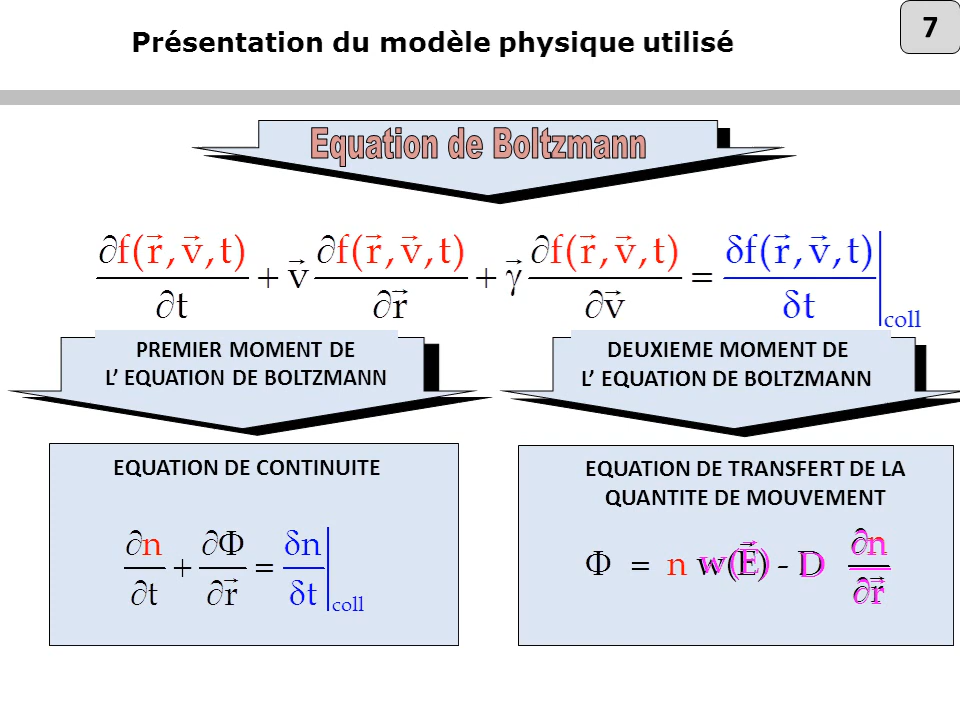 Présentation du modèle physique utilisé
7
Equation de Boltzmann
∂f(r⃗,v⃗,t)/∂t + v⃗ ∂f(r⃗,v⃗,t)/∂r⃗ + γ⃗ ∂f(r⃗,v⃗,t)/∂v⃗ = δf(r⃗,v⃗,t)/δt|coll
PREMIER MOMENT DE
L’ EQUATION DE BOLTZMANN
DEUXIEME MOMENT DE
L’ EQUATION DE BOLTZMANN
EQUATION DE CONTINUITE
∂n/∂t + ∂Φ/∂r⃗ = δn/δt|coll
EQUATION DE TRANSFERT DE LA
QUANTITE DE MOUVEMENT
Φ = n w(E⃗) - D ∂n/∂r⃗